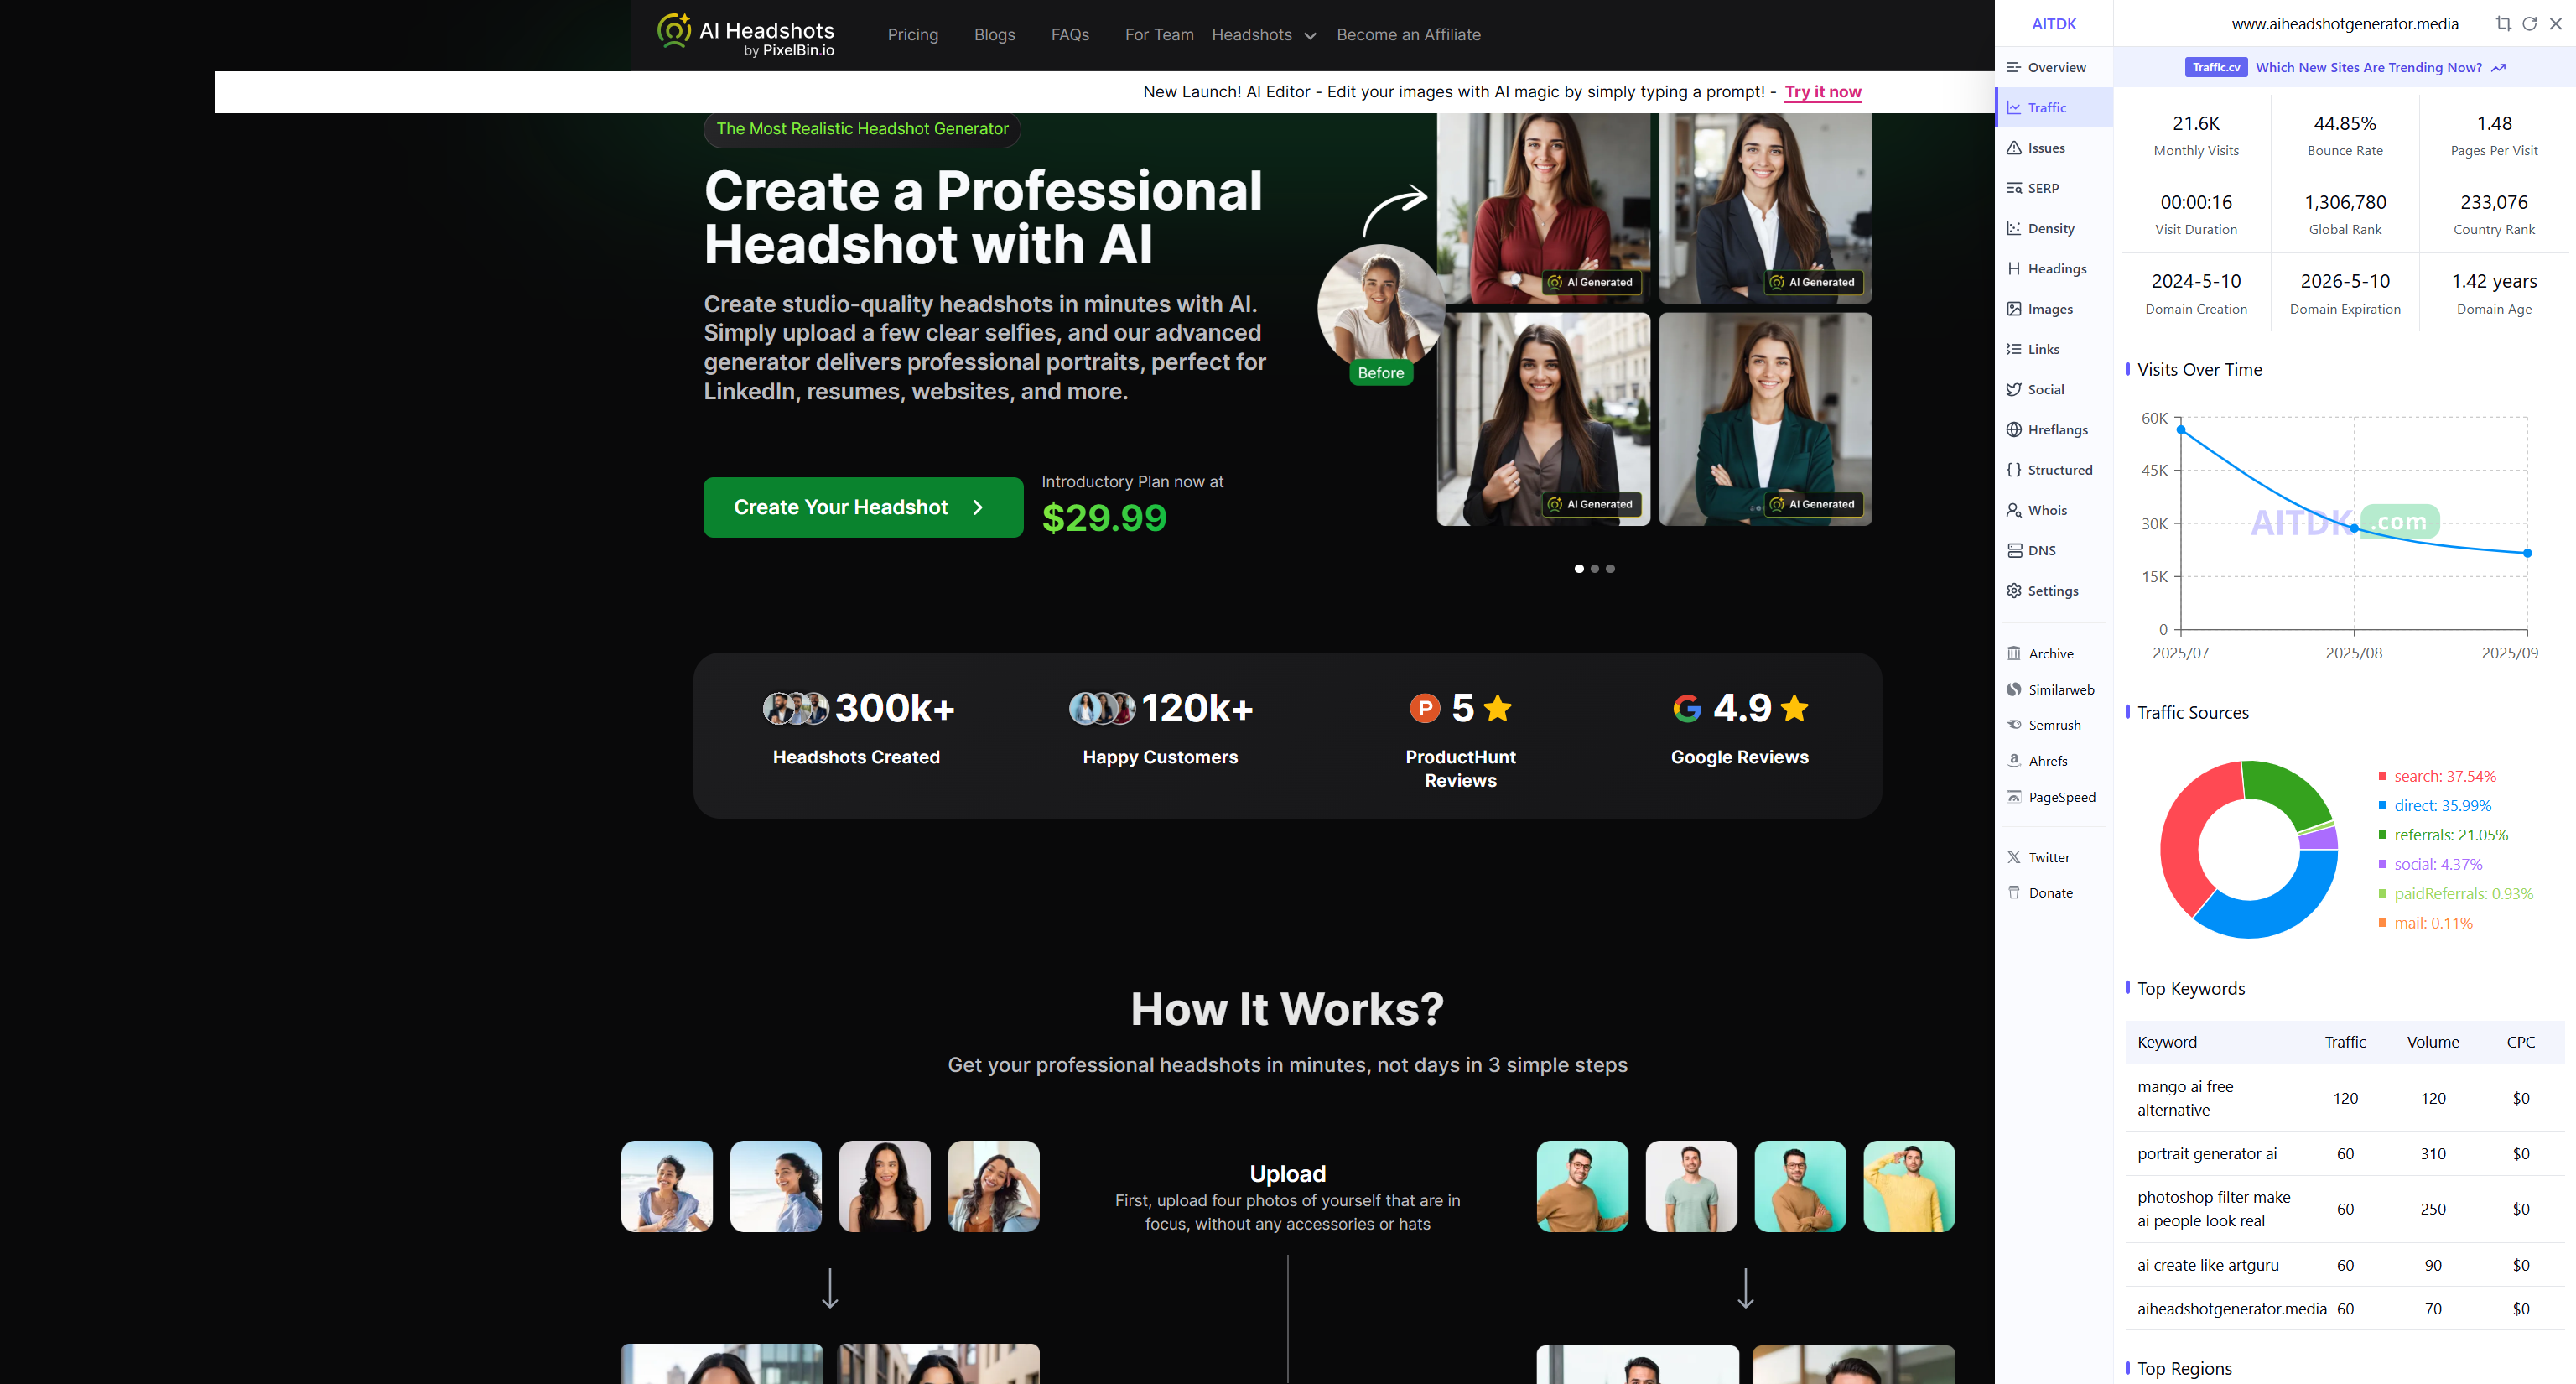 AI Headshots
by PixelBin.io
Pricing
Blogs
FAQs
For Team
Headshots
Become an Affiliate
New Launch! AI Editor - Edit your images with AI magic by simply typing a prompt! - Try it now
The Most Realistic Headshot Generator
Create a Professional
Headshot with AI
Create studio-quality headshots in minutes with AI.
Simply upload a few clear selfies, and our advanced
generator delivers professional portraits, perfect for
LinkedIn, resumes, websites, and more.
Create Your Headshot
Introductory Plan now at
$29.99
Before
AI Generated
AI Generated
AI Generated
AI Generated
300k+
Headshots Created
120k+
Happy Customers
P 5
ProductHunt
Reviews
G 4.9
Google Reviews
How It Works?
Get your professional headshots in minutes, not days in 3 simple steps
Upload
First, upload four photos of yourself that are in
focus, without any accessories or hats
AITDK
www.aiheadshotgenerator.media
Overview
Traffic
Issues
SERP
Density
Headings
Images
Links
Social
Hreflangs
Structured
Whois
DNS
Settings
Archive
Similarweb
Semrush
Ahrefs
PageSpeed
Twitter
Donate
Traffic.cv Which New Sites Are Trending Now?
21.6K
Monthly Visits
44.85%
Bounce Rate
1.48
Pages Per Visit
00:00:16
Visit Duration
1,306,780
Global Rank
233,076
Country Rank
2024-5-10
Domain Creation
2026-5-10
Domain Expiration
1.42 years
Domain Age
Visits Over Time
60K
45K
30K
15K
0
AITDK .com
2025/07
2025/08
2025/09
Traffic Sources
search: 37.54%
direct: 35.99%
referrals: 21.05%
social: 4.37%
paidReferrals: 0.93%
mail: 0.11%
Top Keywords
Keyword Traffic Volume CPC
mango ai free
alternative 120 120 $0
portrait generator ai 60 310 $0
photoshop filter make
ai people look real 60 250 $0
ai create like artguru 60 90 $0
aiheadshotgenerator.media 60 70 $0
Top Regions